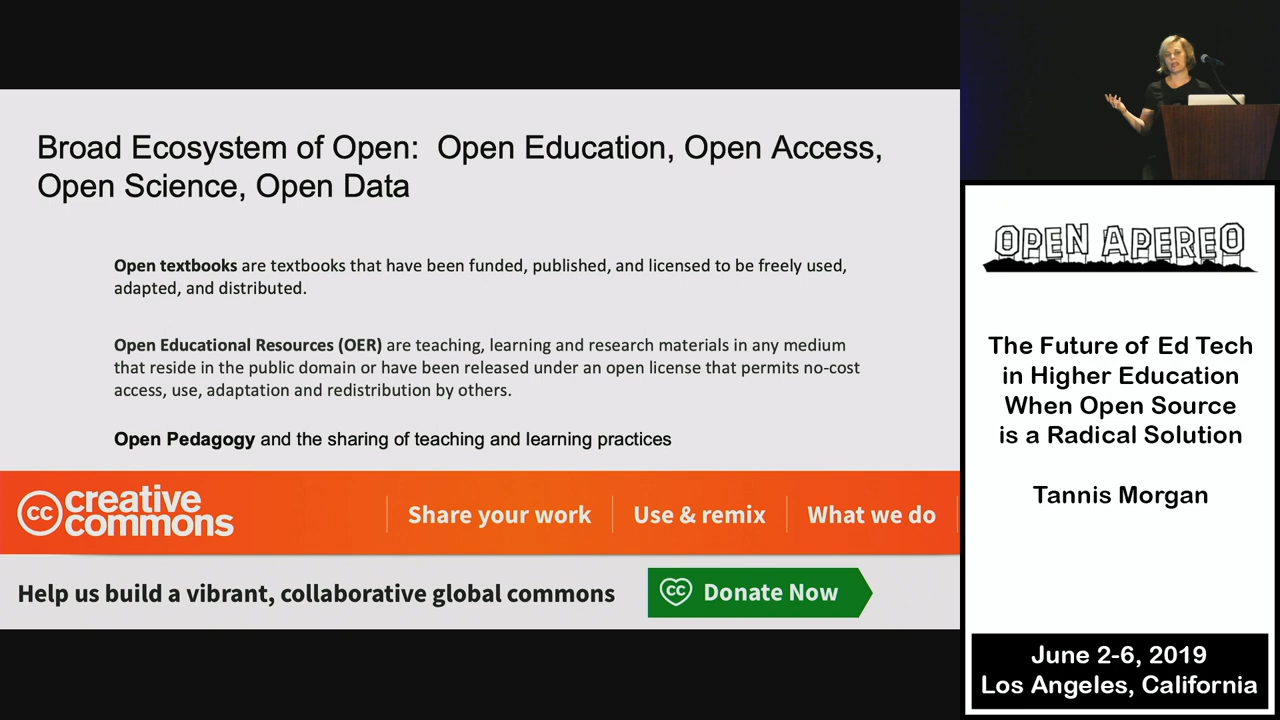 Broad Ecosystem of Open:  Open Education, Open Access,
Open Science, Open Data
Open textbooks are textbooks that have been funded, published, and licensed to be freely used,
adapted, and distributed.
Open Educational Resources (OER) are teaching, learning and research materials in any medium
that reside in the public domain or have been released under an open license that permits no-cost
access, use, adaptation and redistribution by others.
Open Pedagogy and the sharing of teaching and learning practices
cc creative
commons
Share your work
Use & remix
What we do
Help us build a vibrant, collaborative global commons
cc Donate Now
OPEN APEREO
The Future of Ed Tech
in Higher Education
When Open Source
is a Radical Solution
Tannis Morgan
June 2-6, 2019
Los Angeles, California